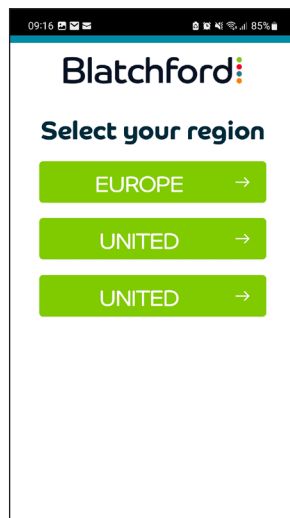 09:16 85%
Blatchford
Select your region
EUROPE →
UNITED →
UNITED →